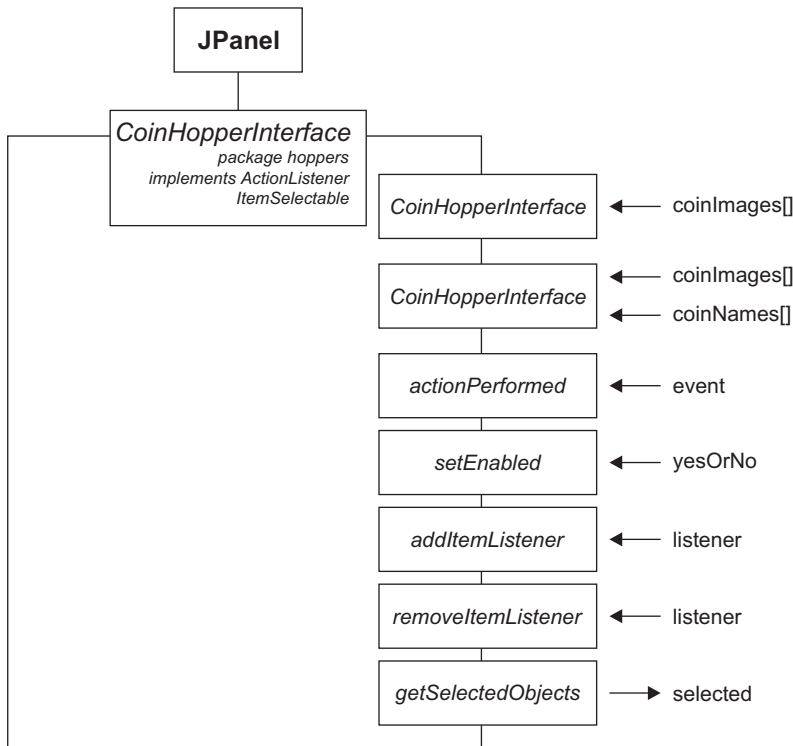 JPanel
CoinHopperInterface
package hoppers
implements ActionListener
ItemSelectable
CoinHopperInterface
coinImages[]
CoinHopperInterface
coinImages[]
coinNames[]
actionPerformed
event
setEnabled
yesOrNo
addItemListener
listener
removeItemListener
listener
getSelectedObjects
selected